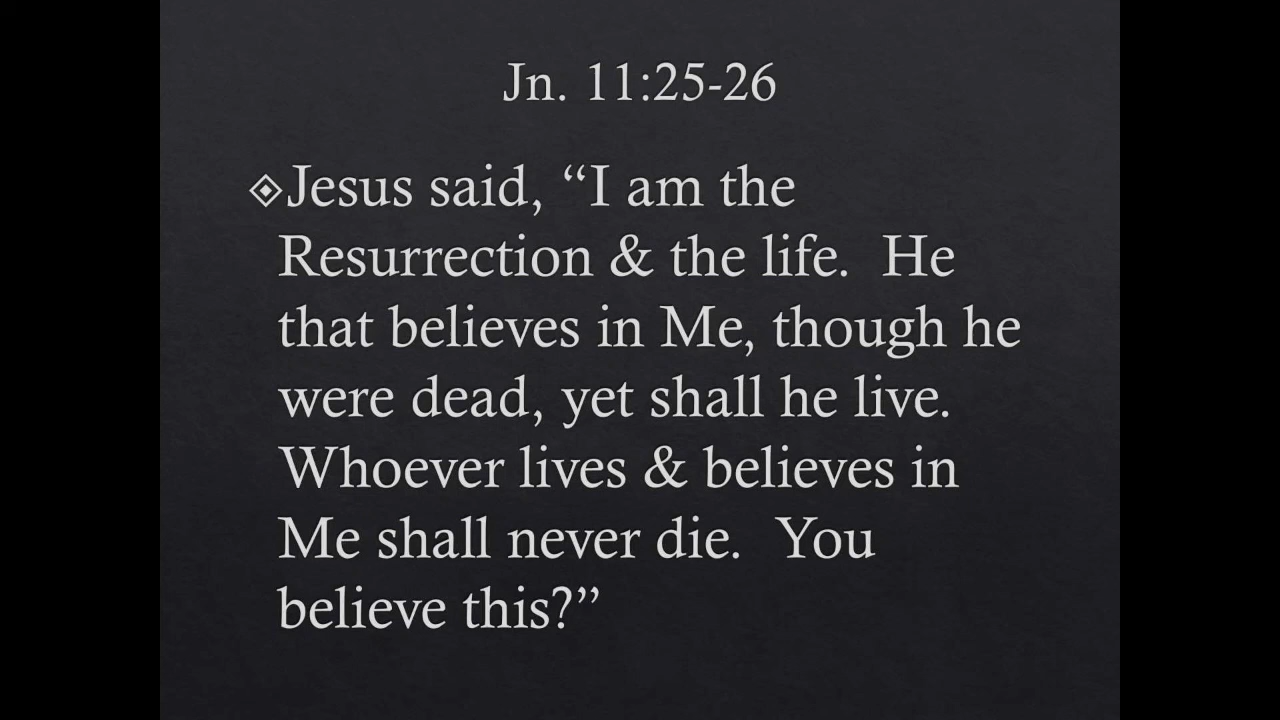 Jn. 11:25-26
Jesus said, “I am the
Resurrection & the life.  He
that believes in Me, though he
were dead, yet shall he live.
Whoever lives & believes in
Me shall never die.  You
believe this?”